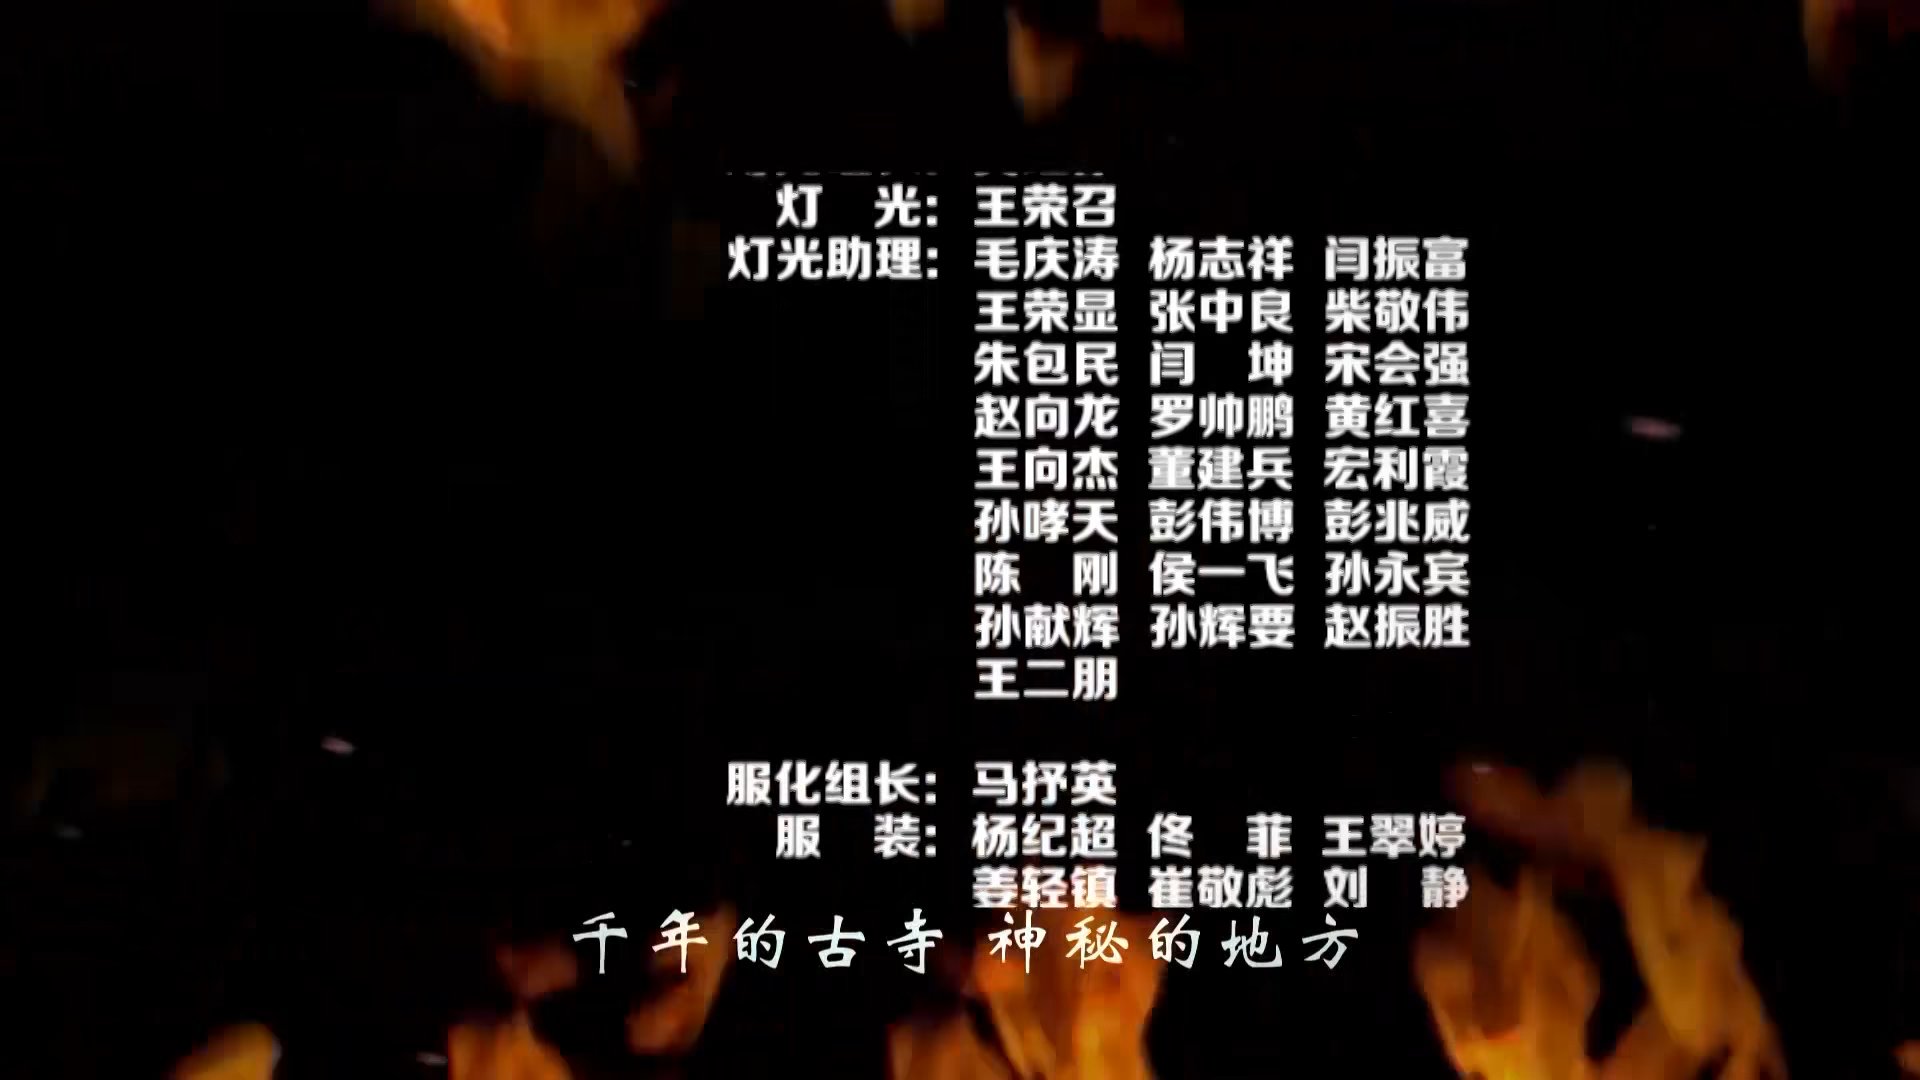 灯 光: 王荣召
灯光助理: 毛庆涛 杨志祥 闫振富
王荣显 张中良 柴敬伟
朱包民 闫 坤 宋会强
赵向龙 罗帅鹏 黄红喜
王向杰 董建兵 宏利霞
孙哮天 彭伟博 彭兆威
陈 刚 侯一飞 孙永宾
孙献辉 孙辉要 赵振胜
王二朋
服化组长: 马抒英
服 装: 杨纪超 佟 菲 王翠婷
姜轻镇 崔敬彪 刘 静
千年的古寺 神秘的地方